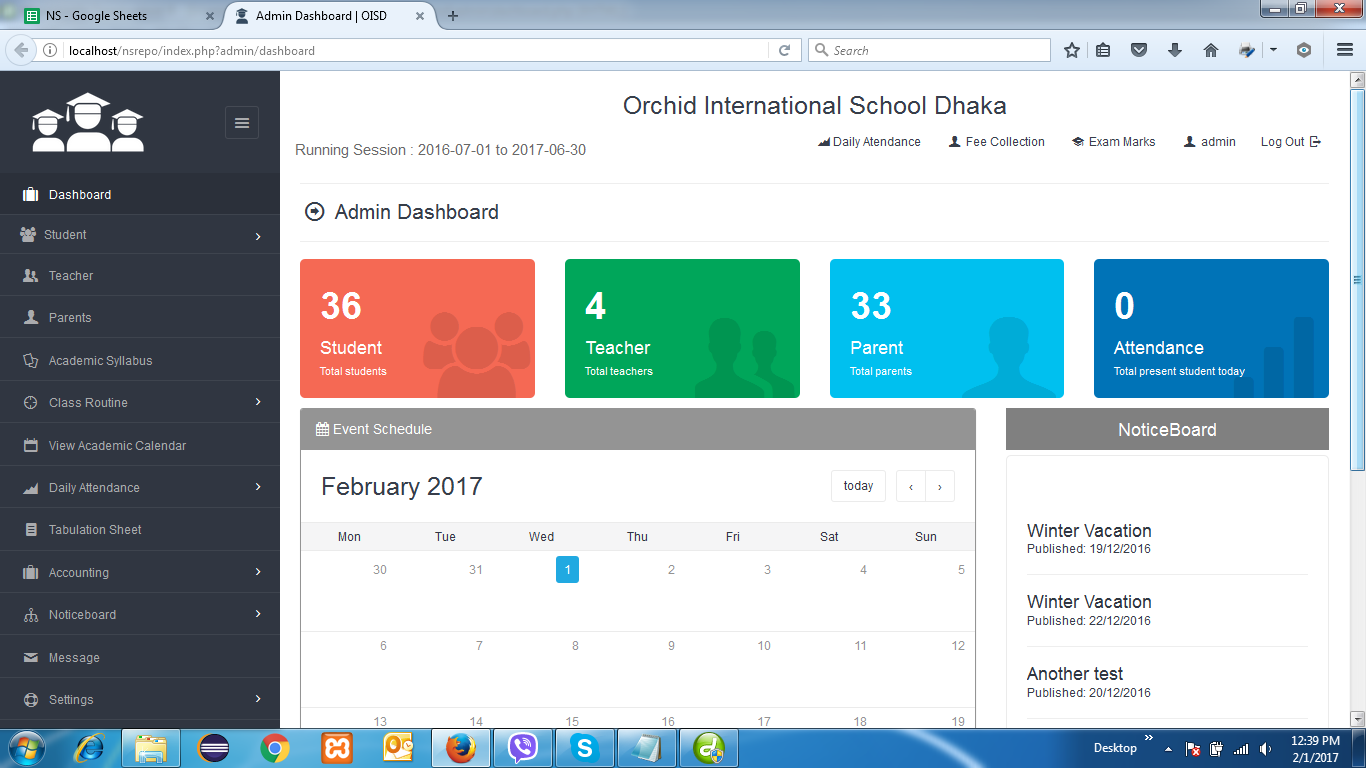 NS - Google Sheets
Admin Dashboard | OISD
localhost/nsrepo/index.php?admin/dashboard
Search
Orchid International School Dhaka
Running Session : 2016-07-01 to 2017-06-30
Daily Atendance
Fee Collection
Exam Marks
admin
Log Out
Dashboard
Student
Teacher
Parents
Academic Syllabus
Class Routine
View Academic Calendar
Daily Attendance
Tabulation Sheet
Accounting
Noticeboard
Message
Settings
Admin Dashboard
36
Student
Total students
4
Teacher
Total teachers
33
Parent
Total parents
0
Attendance
Total present student today
Event Schedule
February 2017
today
‹ ›
Mon Tue Wed Thu Fri Sat Sun
30 31 1 2 3 4 5
6 7 8 9 10 11 12
13 14 15 16 17 18 19
NoticeBoard
Winter Vacation
Published: 19/12/2016
Winter Vacation
Published: 22/12/2016
Another test
Published: 20/12/2016
Desktop
12:39 PM
2/1/2017